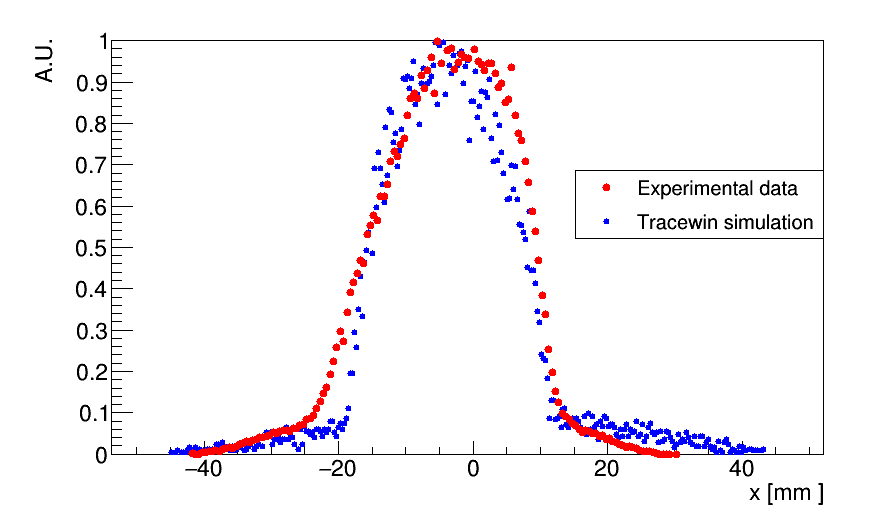 A.U.
1
0.9
0.8
0.7
0.6
0.5
0.4
0.3
0.2
0.1
0
Experimental data
Tracewin simulation
−40 −20 0 20 40
x [mm ]